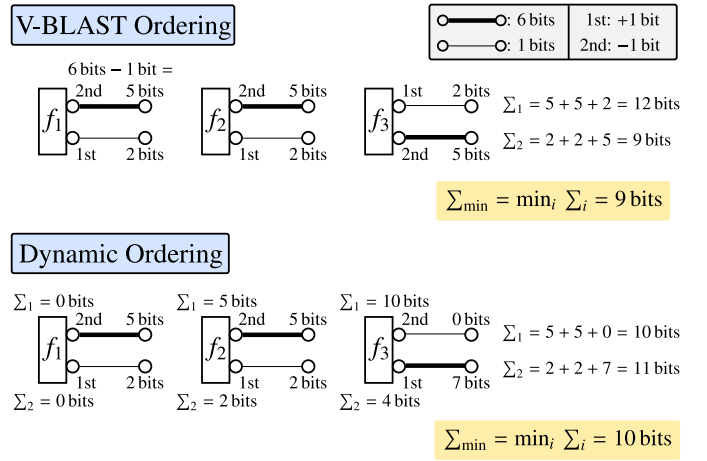 V-BLAST Ordering
: 6 bits 1st: +1 bit
: 1 bits 2nd: −1 bit
6 bits − 1 bit =
2nd 5 bits 2nd 5 bits 1st 2 bits
f1 f2 f3
1st 2 bits 1st 2 bits 2nd 5 bits
∑1 = 5 + 5 + 2 = 12 bits
∑2 = 2 + 2 + 5 = 9 bits
∑min = mini ∑i = 9 bits
Dynamic Ordering
∑1 = 0 bits ∑1 = 5 bits ∑1 = 10 bits
2nd 5 bits 2nd 5 bits 2nd 0 bits
f1 f2 f3
1st 2 bits 1st 2 bits 1st 7 bits
∑2 = 0 bits ∑2 = 2 bits ∑2 = 4 bits
∑1 = 5 + 5 + 0 = 10 bits
∑2 = 2 + 2 + 7 = 11 bits
∑min = mini ∑i = 10 bits